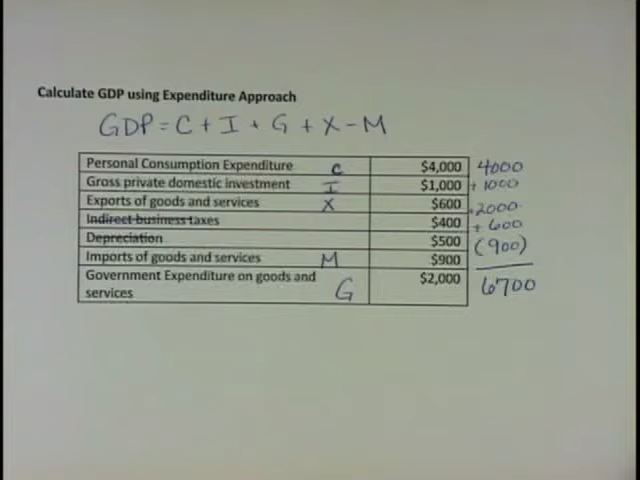 Calculate GDP using Expenditure Approach
GDP = C + I + G + X - M
Personal Consumption Expenditure C $4,000 4000
Gross private domestic investment I $1,000 + 1000
Exports of goods and services X $600 +2000
Indirect business taxes $400 + 600
Depreciation $500 (900)
Imports of goods and services M $900
Government Expenditure on goods and G $2,000 6700
services